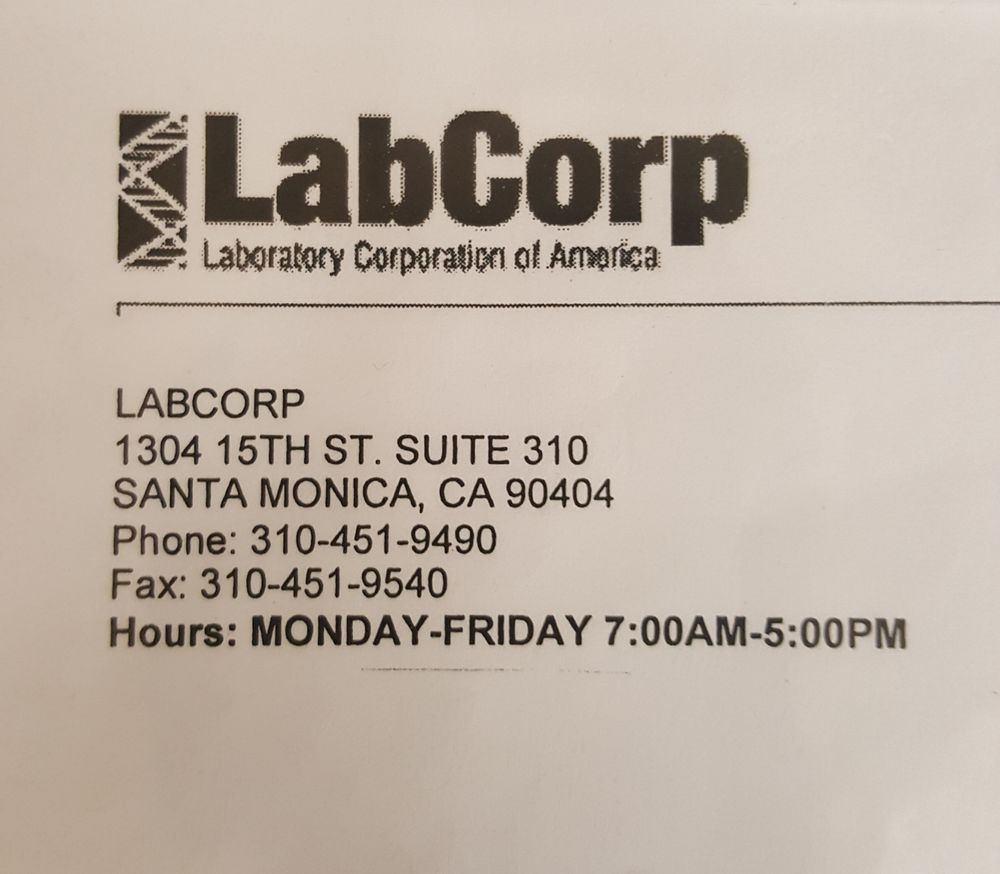 LabCorp
Laboratory Corporation of America
LABCORP
1304 15TH ST. SUITE 310
SANTA MONICA, CA 90404
Phone: 310-451-9490
Fax: 310-451-9540
Hours: MONDAY-FRIDAY 7:00AM-5:00PM